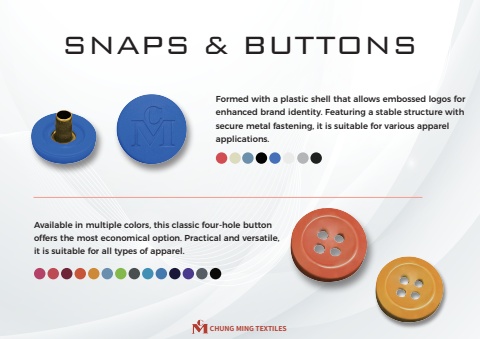 SNAPS & BUTTONS
Formed with a plastic shell that allows embossed logos for
enhanced brand identity. Featuring a stable structure with
secure metal fastening, it is suitable for various apparel
applications.
CM
Available in multiple colors, this classic four-hole button
offers the most economical option. Practical and versatile,
it is suitable for all types of apparel.
CM CHUNG MING TEXTILES